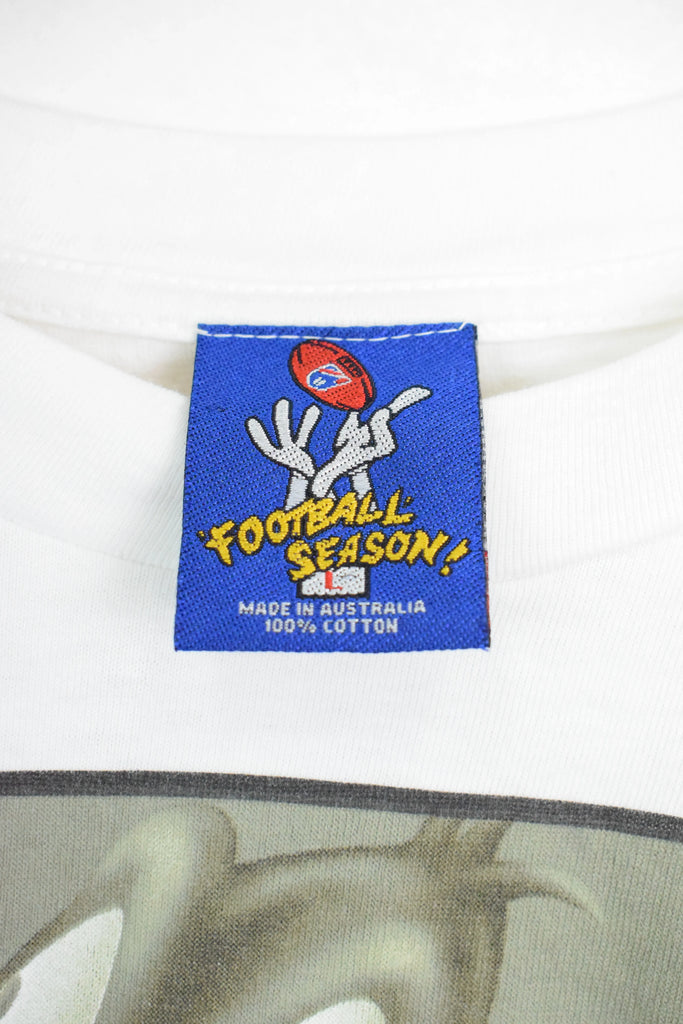 'FOOTBALL'
SEASON!
L
MADE IN AUSTRALIA
100% COTTON